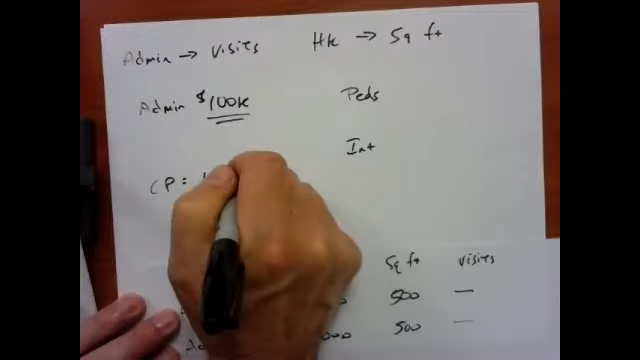 Admin → visits Hk → Sq ft
Admin $100K Peds
Int
CP =
Sq ft visits
500 —
500 —